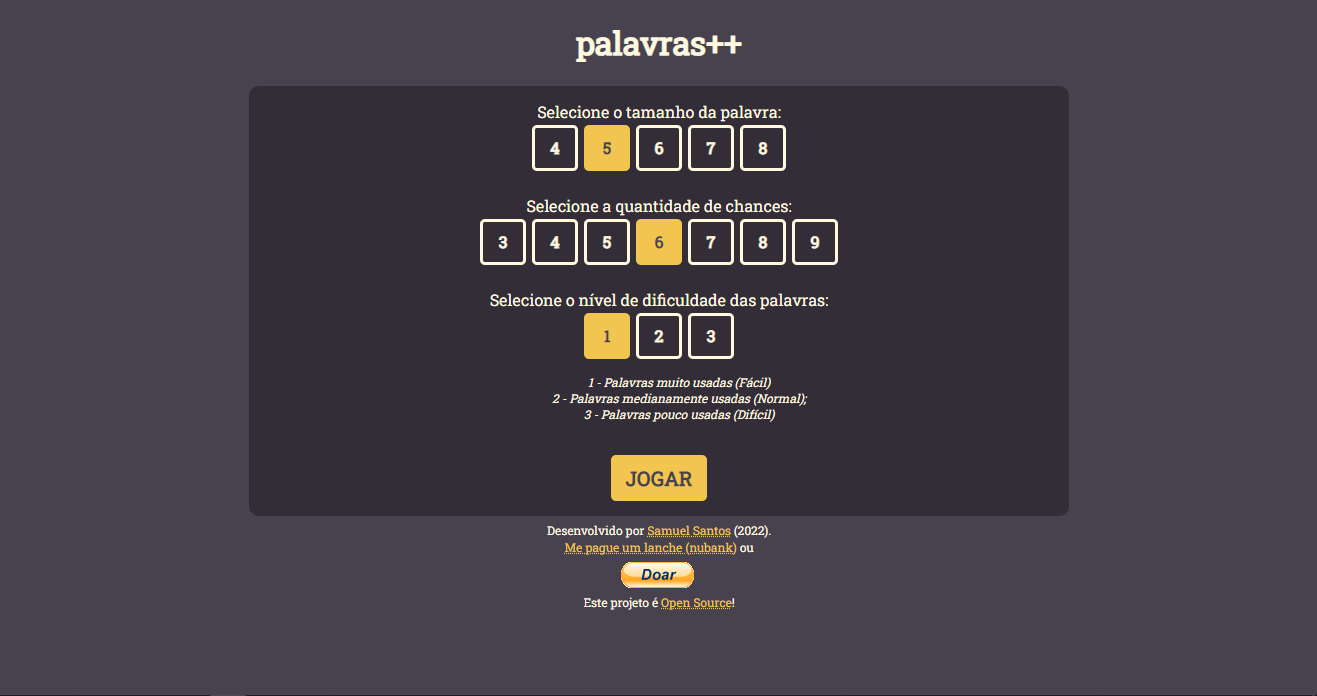 palavras++
Selecione o tamanho da palavra:
4 5 6 7 8
Selecione a quantidade de chances:
3 4 5 6 7 8 9
Selecione o nível de dificuldade das palavras:
1 2 3
1 - Palavras muito usadas (Fácil)
2 - Palavras medianamente usadas (Normal);
3 - Palavras pouco usadas (Difícil)
JOGAR
Desenvolvido por Samuel Santos (2022).
Me pague um lanche (nubank) ou
Doar
Este projeto é Open Source!